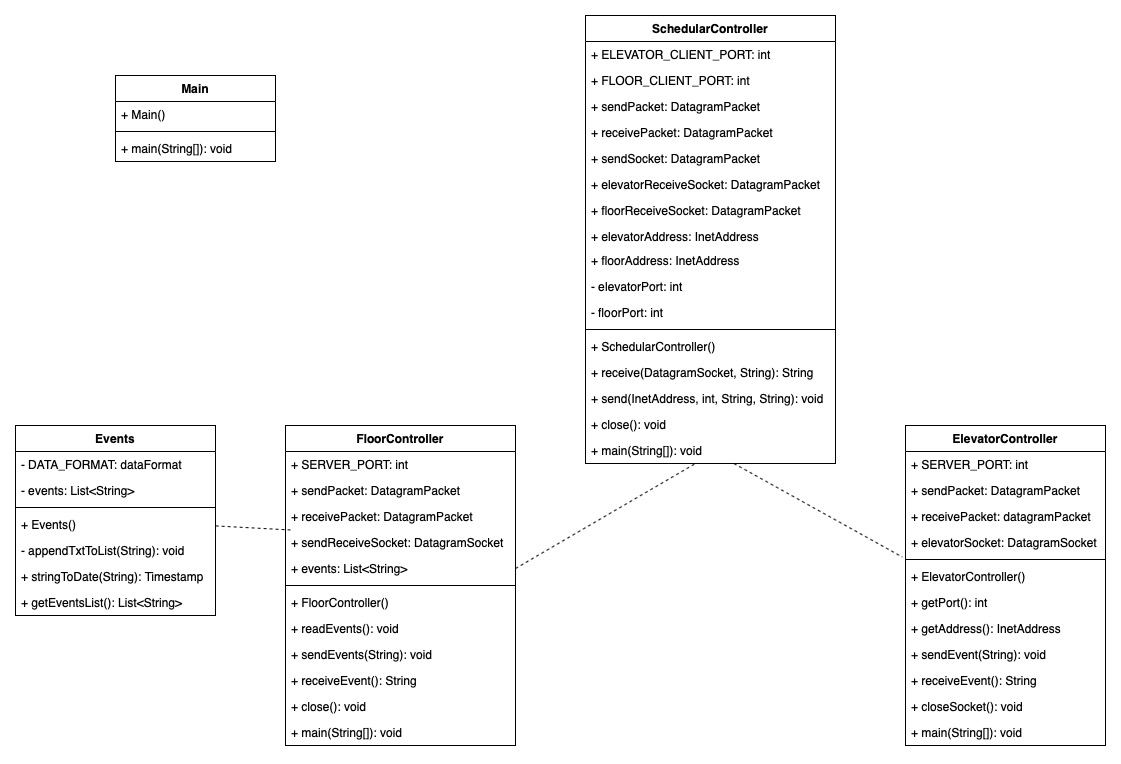 Main
+ Main()
+ main(String[]): void
SchedularController
+ ELEVATOR_CLIENT_PORT: int
+ FLOOR_CLIENT_PORT: int
+ sendPacket: DatagramPacket
+ receivePacket: DatagramPacket
+ sendSocket: DatagramPacket
+ elevatorReceiveSocket: DatagramPacket
+ floorReceiveSocket: DatagramPacket
+ elevatorAddress: InetAddress
+ floorAddress: InetAddress
- elevatorPort: int
- floorPort: int
+ SchedularController()
+ receive(DatagramSocket, String): String
+ send(InetAddress, int, String, String): void
+ close(): void
+ main(String[]): void
Events
- DATA_FORMAT: dataFormat
- events: List<String>
+ Events()
- appendTxtToList(String): void
+ stringToDate(String): Timestamp
+ getEventsList(): List<String>
FloorController
+ SERVER_PORT: int
+ sendPacket: DatagramPacket
+ receivePacket: DatagramPacket
+ sendReceiveSocket: DatagramSocket
+ events: List<String>
+ FloorController()
+ readEvents(): void
+ sendEvents(String): void
+ receiveEvent(): String
+ close(): void
+ main(String[]): void
ElevatorController
+ SERVER_PORT: int
+ sendPacket: DatagramPacket
+ receivePacket: datagramPacket
+ elevatorSocket: DatagramSocket
+ ElevatorController()
+ getPort(): int
+ getAddress(): InetAddress
+ sendEvent(String): void
+ receiveEvent(): String
+ closeSocket(): void
+ main(String[]): void